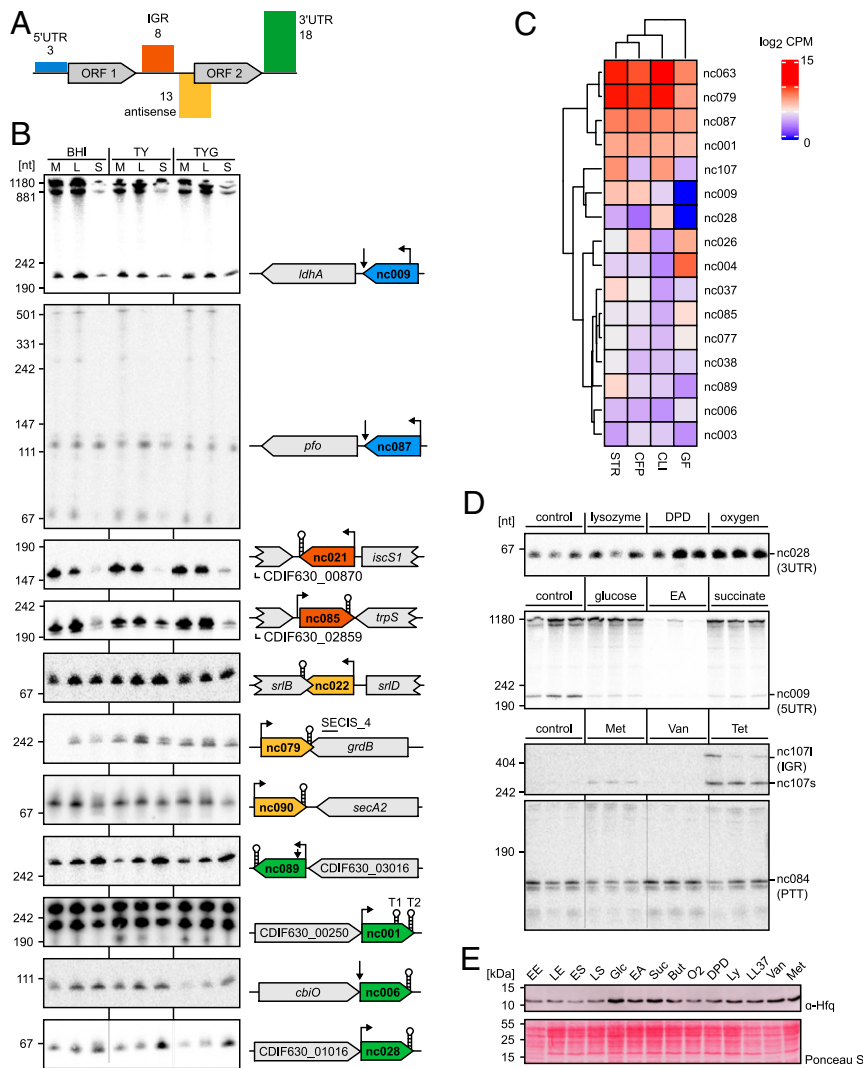 A
5'UTR
3
IGR
8
3'UTR
18
ORF 1
ORF 2
13
antisense
B
BHI TY TYG
[nt] M L S M L S M L S
1180
881
242
190
ldhA nc009
501
331
242
147
111
67
pfo nc087
190
147
nc021 iscS1
CDIF630_00870
242
190
nc085 trpS
CDIF630_02859
67
srlB nc022 srlD
242
SECIS_4
nc079 grdB
67
nc090 secA2
242
nc089 CDIF630_03016
242
190
T1 T2
CDIF630_00250 nc001
111
cbiO nc006
67
CDIF630_01016 nc028
C
log2 CPM
15
0
nc063
nc079
nc087
nc001
nc107
nc009
nc028
nc026
nc004
nc037
nc085
nc077
nc038
nc089
nc006
nc003
STR CFP CLI GF
D
[nt] control lysozyme DPD oxygen
67
nc028
(3UTR)
control glucose EA succinate
1180
242
190
nc009
(5UTR)
control Met Van Tet
404
242
nc107l
(IGR)
nc107s
190
nc084
(PTT)
E
[kDa] EE LE ES LS Glc EA Suc But O2 DPD Ly LL37 Van Met
15
10
α-Hfq
55
25
15
Ponceau S